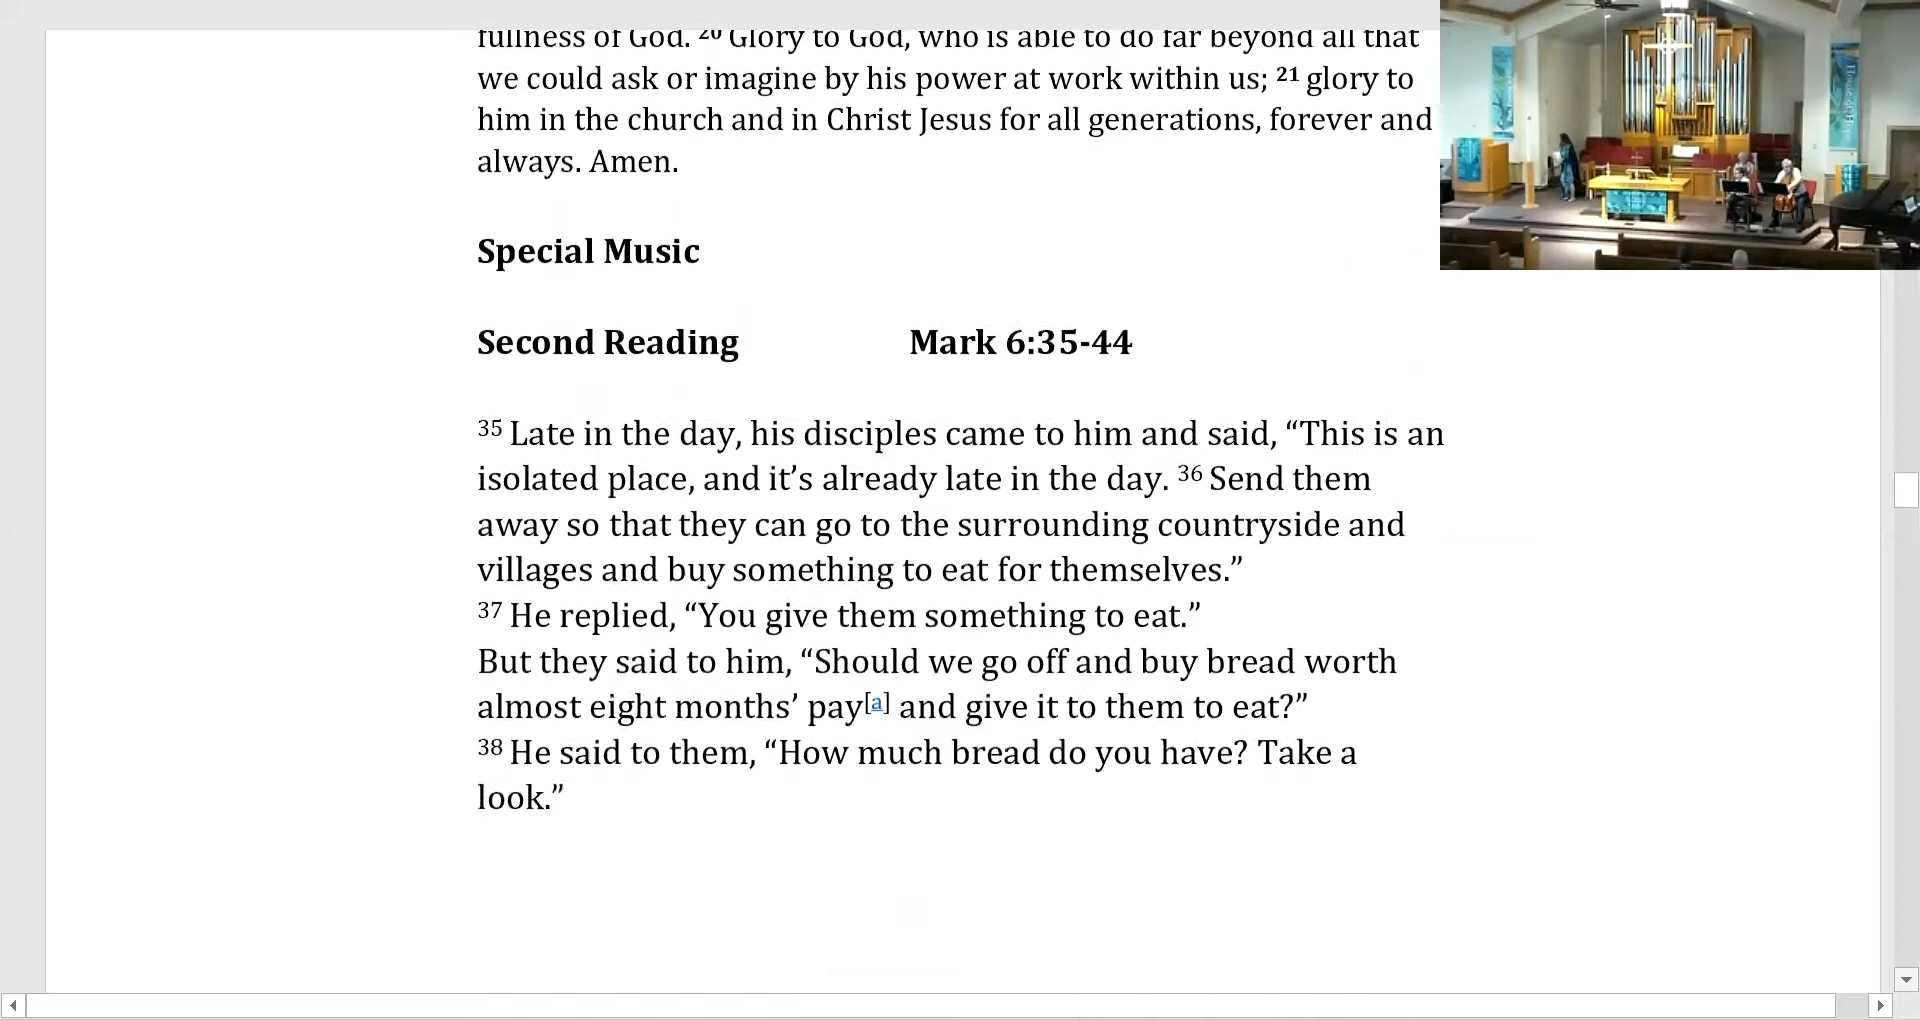 fullness of God. 20 Glory to God, who is able to do far beyond all that
we could ask or imagine by his power at work within us; 21 glory to
him in the church and in Christ Jesus for all generations, forever and
always. Amen.
Special Music
Second Reading Mark 6:35-44
35 Late in the day, his disciples came to him and said, “This is an
isolated place, and it’s already late in the day. 36 Send them
away so that they can go to the surrounding countryside and
villages and buy something to eat for themselves.”
37 He replied, “You give them something to eat.”
But they said to him, “Should we go off and buy bread worth
almost eight months’ pay[a] and give it to them to eat?”
38 He said to them, “How much bread do you have? Take a
look.”